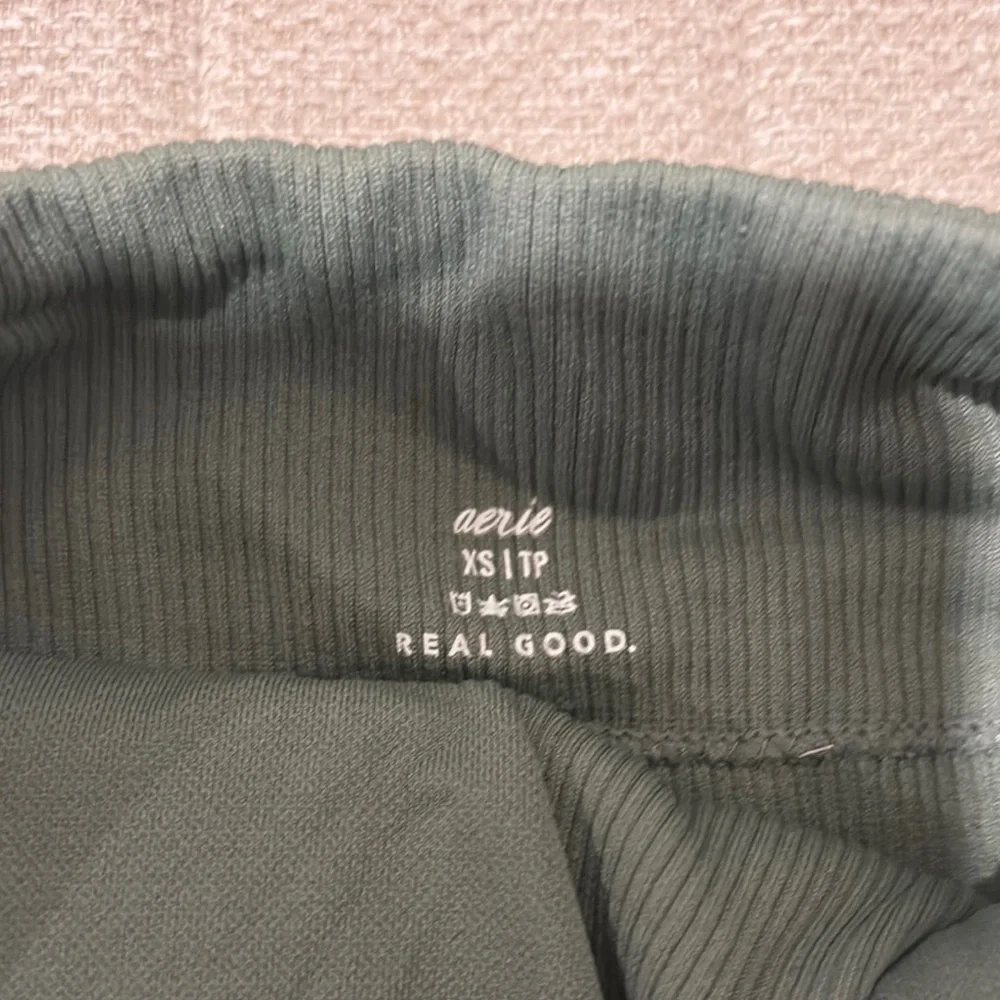 aerie
XS | TP
REAL GOOD.